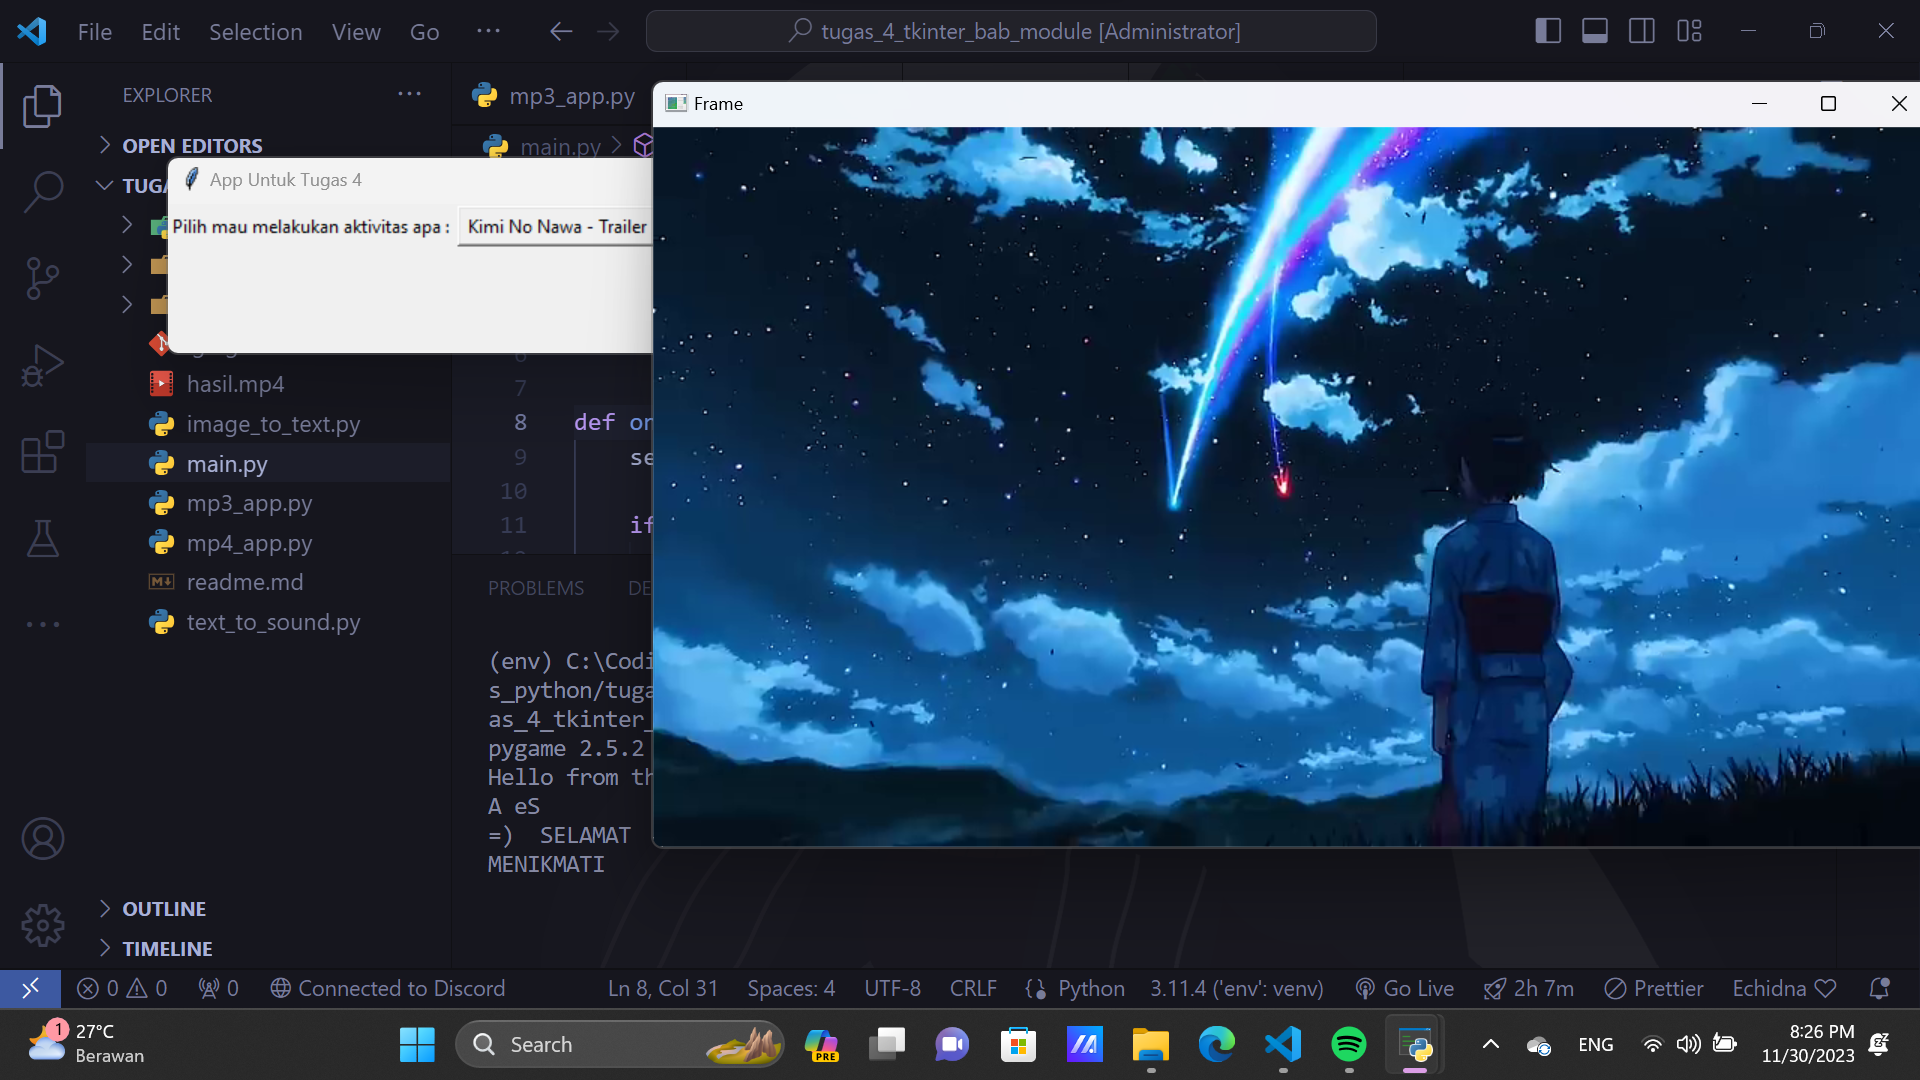 File Edit Selection View Go ... tugas_4_tkinter_bab_module [Administrator]
EXPLORER
mp3_app.py
OPEN EDITORS
main.py
Frame
App Untuk Tugas 4
Pilih mau melakukan aktivitas apa : Kimi No Nawa - Trailer
hasil.mp4
image_to_text.py
main.py
mp3_app.py
mp4_app.py
readme.md
text_to_sound.py
OUTLINE
TIMELINE
7
8 def
9
10
11 if
PROBLEMS
(env) C:\Codi
s_python/tuga
as_4_tkinter_
pygame 2.5.2
Hello from th
A eS
=) SELAMAT
MENIKMATI
0 0 0 Connected to Discord Ln 8, Col 31 Spaces: 4 UTF-8 CRLF Python 3.11.4 ('env': venv) Go Live 2h 7m Prettier Echidna
1 27°C
Berawan
Search
PRE
ENG
8:26 PM
11/30/2023